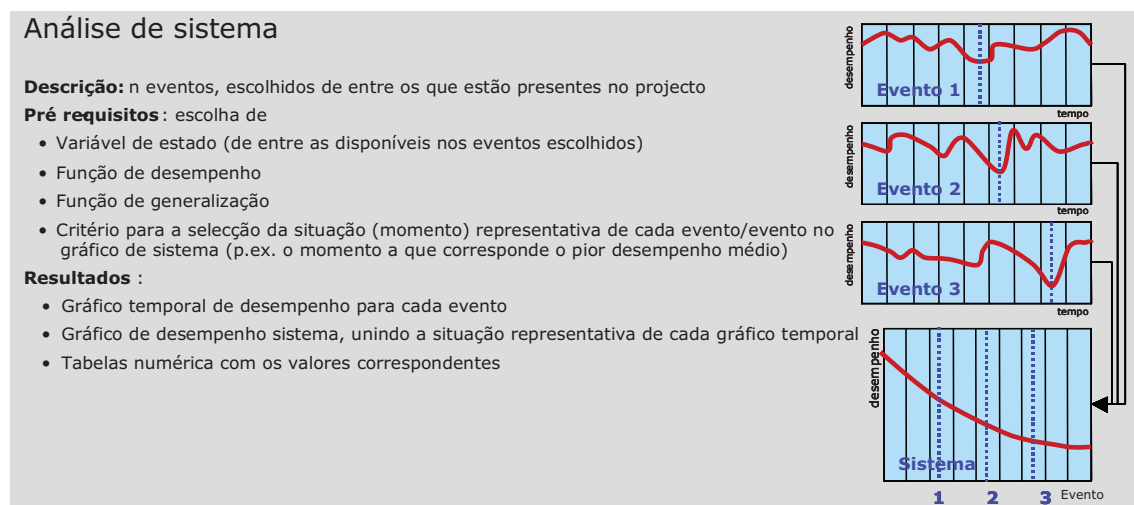 Análise de sistema
Descrição: n eventos, escolhidos de entre os que estão presentes no projecto
Pré requisitos : escolha de
• Variável de estado (de entre as disponíveis nos eventos escolhidos)
• Função de desempenho
• Função de generalização
• Critério para a selecção da situação (momento) representativa de cada evento/evento no
gráfico de sistema (p.ex. o momento a que corresponde o pior desempenho médio)
Resultados :
• Gráfico temporal de desempenho para cada evento
• Gráfico de desempenho sistema, unindo a situação representativa de cada gráfico temporal
• Tabelas numérica com os valores correspondentes
desempenho
Evento 1
tempo
desempenho
Evento 2
tempo
desempenho
Evento 3
tempo
desempenho
Sistema
1 2 3 Evento